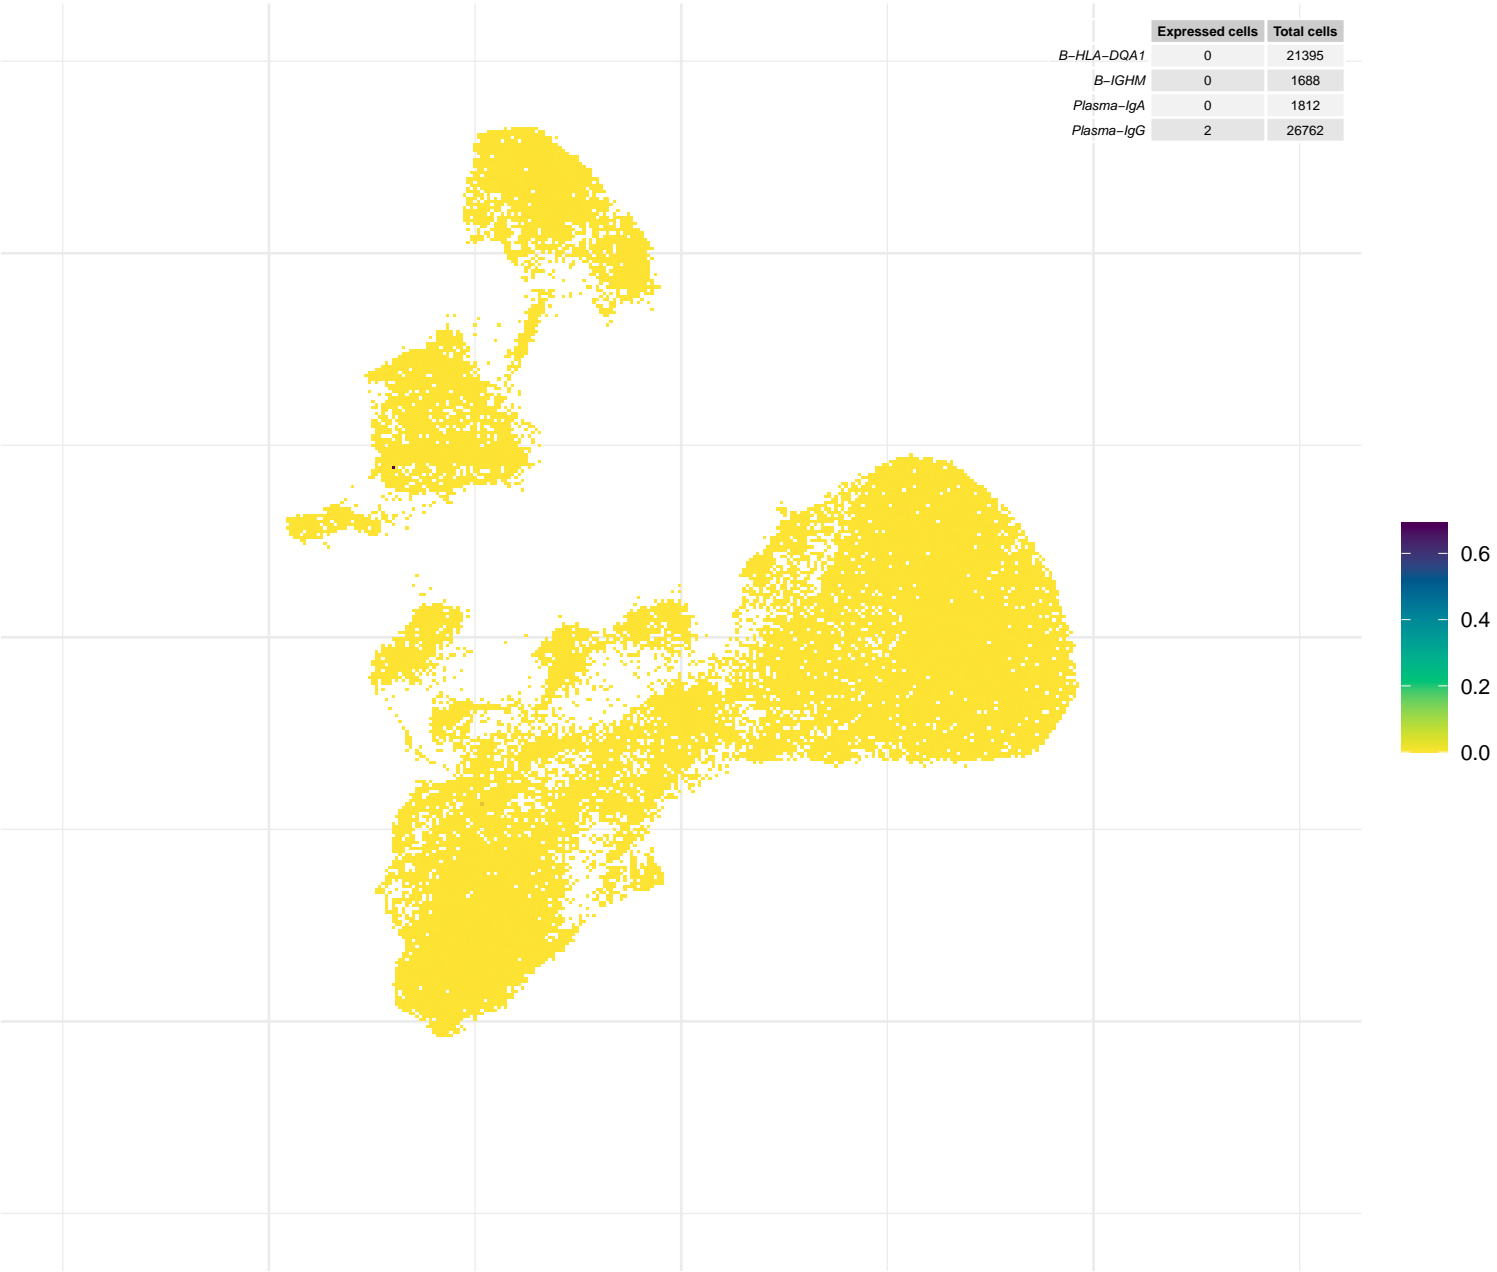 Expressed cells Total cells
B−HLA−DQA1 0 21395
B−IGHM 0 1688
Plasma−IgA 0 1812
Plasma−IgG 2 26762
0.6
0.4
0.2
0.0